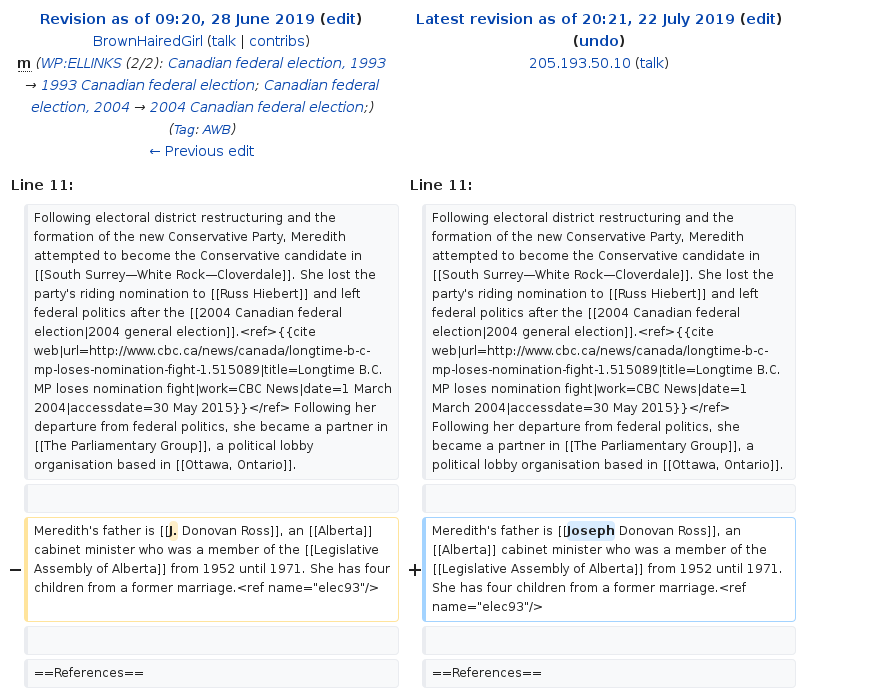 Revision as of 09:20, 28 June 2019 (edit)
BrownHairedGirl (talk | contribs)
m (WP:ELLINKS (2/2): Canadian federal election, 1993
→ 1993 Canadian federal election; Canadian federal
election, 2004 → 2004 Canadian federal election;)
(Tag: AWB)
← Previous edit
Latest revision as of 20:21, 22 July 2019 (edit)
(undo)
205.193.50.10 (talk)
Line 11:
Following electoral district restructuring and the
formation of the new Conservative Party, Meredith
attempted to become the Conservative candidate in
[[South Surrey—White Rock—Cloverdale]]. She lost the
party's riding nomination to [[Russ Hiebert]] and left
federal politics after the [[2004 Canadian federal
election|2004 general election]].<ref>{{cite
web|url=http://www.cbc.ca/news/canada/longtime-b-c-
mp-loses-nomination-fight-1.515089|title=Longtime B.C.
MP loses nomination fight|work=CBC News|date=1 March
2004|accessdate=30 May 2015}}</ref> Following her
departure from federal politics, she became a partner in
[[The Parliamentary Group]], a political lobby
organisation based in [[Ottawa, Ontario]].
− Meredith's father is [[J. Donovan Ross]], an [[Alberta]]
cabinet minister who was a member of the [[Legislative
Assembly of Alberta]] from 1952 until 1971. She has four
children from a former marriage.<ref name="elec93"/>
==References==
Line 11:
Following electoral district restructuring and the
formation of the new Conservative Party, Meredith
attempted to become the Conservative candidate in
[[South Surrey—White Rock—Cloverdale]]. She lost the
party's riding nomination to [[Russ Hiebert]] and left
federal politics after the [[2004 Canadian federal
election|2004 general election]].<ref>{{cite
web|url=http://www.cbc.ca/news/canada/longtime-b-c-
mp-loses-nomination-fight-1.515089|title=Longtime B.C.
MP loses nomination fight|work=CBC News|date=1
March 2004|accessdate=30 May 2015}}</ref>
Following her departure from federal politics, she
became a partner in [[The Parliamentary Group]], a
political lobby organisation based in [[Ottawa, Ontario]].
+ Meredith's father is [[Joseph Donovan Ross]], an
[[Alberta]] cabinet minister who was a member of the
[[Legislative Assembly of Alberta]] from 1952 until 1971.
She has four children from a former marriage.<ref
name="elec93"/>
==References==